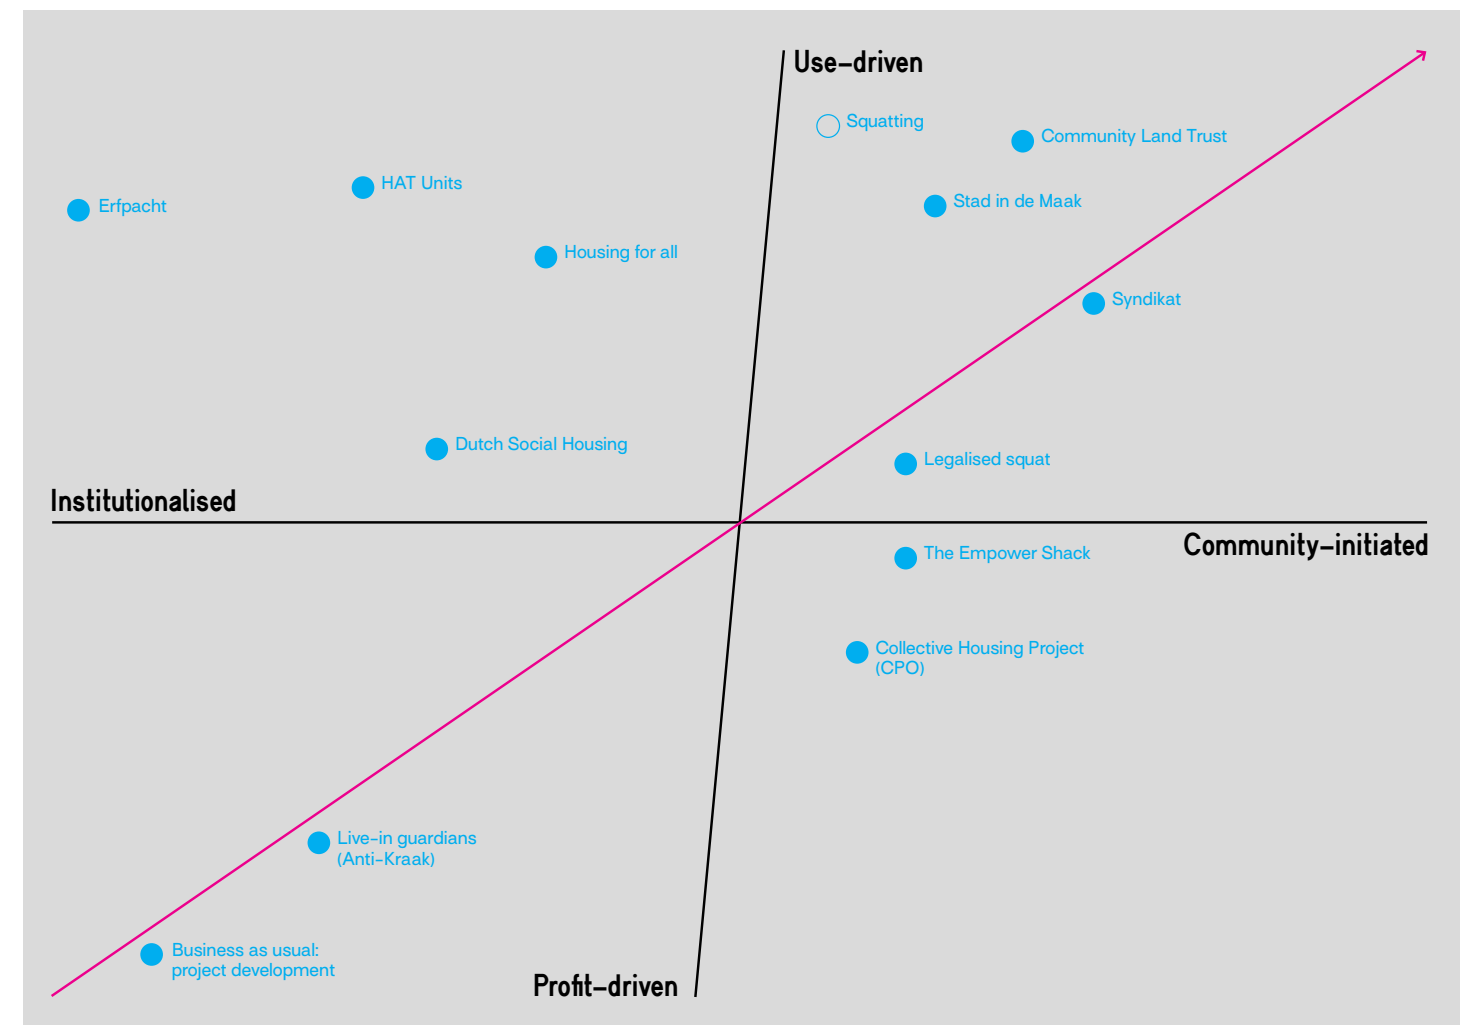 Use–driven
Squatting
Community Land Trust
HAT Units
Erfpacht
Stad in de Maak
Housing for all
Syndikat
Dutch Social Housing
Legalised squat
Institutionalised
Community–initiated
The Empower Shack
Collective Housing Project
(CPO)
Live-in guardians
(Anti-Kraak)
Business as usual:
project development
Profit–driven